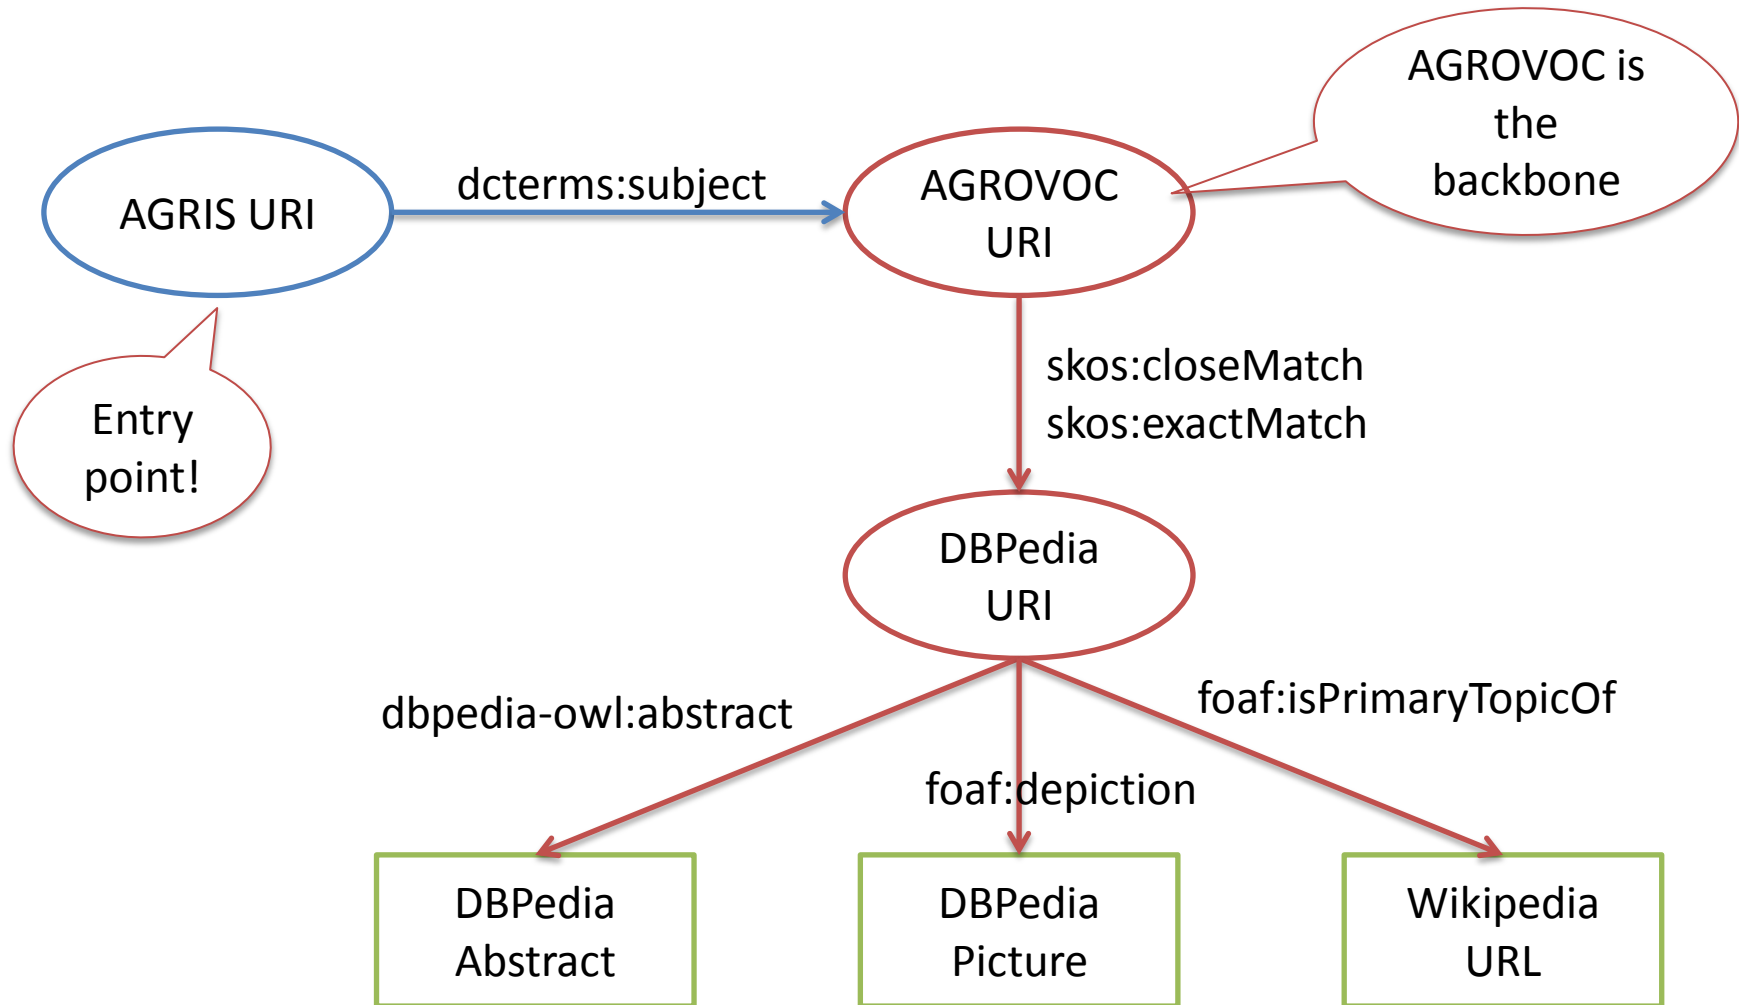 AGROVOC is
the
backbone
AGRIS URI
dcterms:subject
AGROVOC
URI
Entry
point!
skos:closeMatch
skos:exactMatch
DBPedia
URI
dbpedia-owl:abstract
foaf:isPrimaryTopicOf
foaf:depiction
DBPedia
Abstract
DBPedia
Picture
Wikipedia
URL